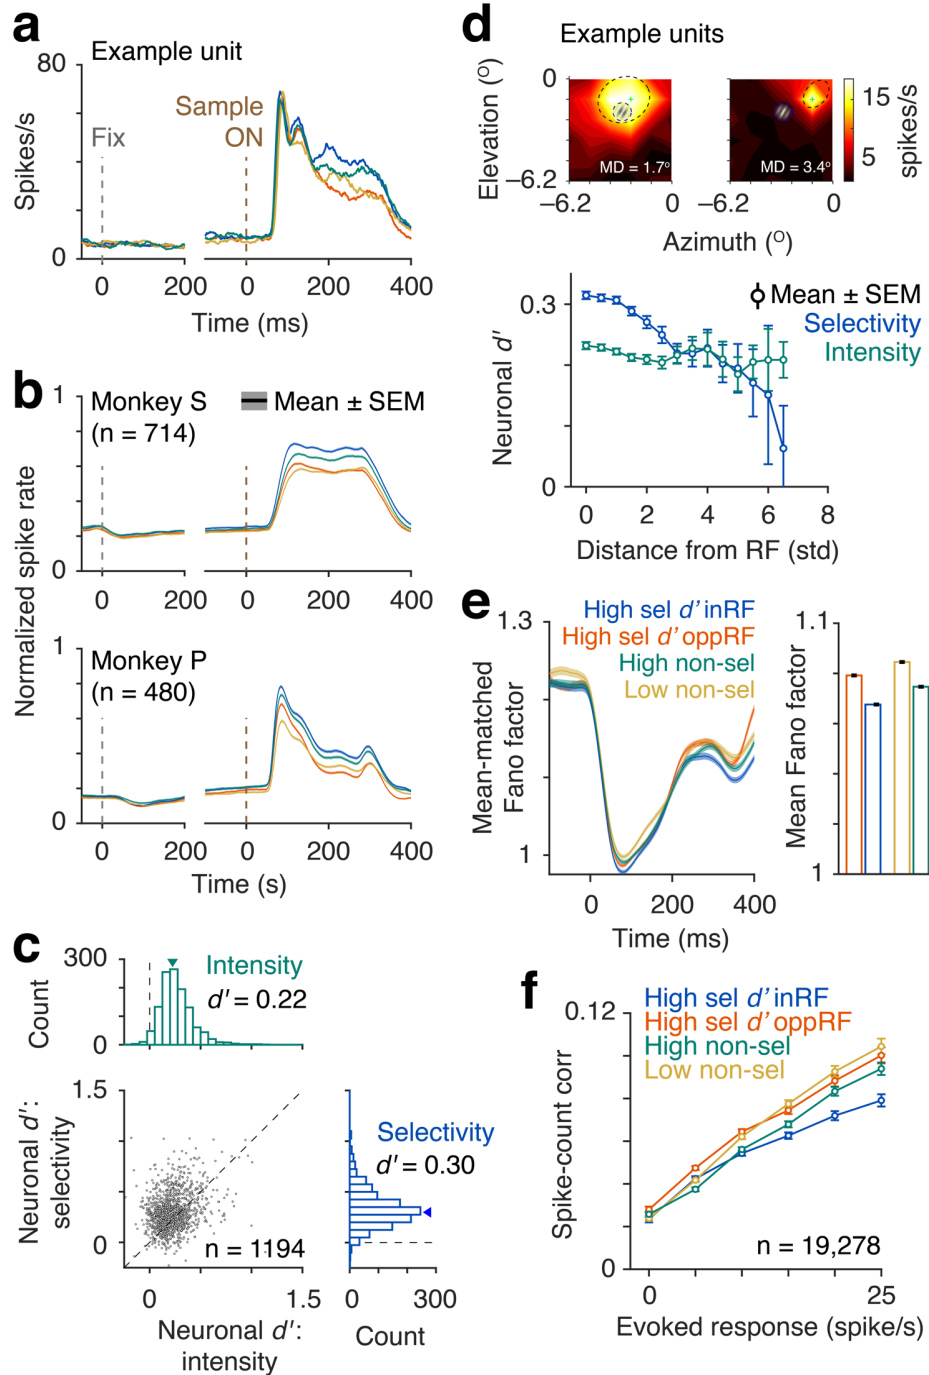 a
Example unit
80
Sample
ON
Fix
Spikes/s
0
0
200
0
200
400
Time (ms)
b
1
Monkey S
(n = 714)
Mean ± SEM
0
0
200
0
200
400
Normalized spike rate
1
Monkey P
(n = 480)
0
0
200
0
200
400
Time (s)
c
300
Intensity
d′ = 0.22
Count
0
1.5
Neuronal d′:
selectivity
0
n = 1194
0
1.5
Neuronal d′:
intensity
Selectivity
d′ = 0.30
0
300
Count
d
Example units
0
Elevation (O)
–6.2
MD = 1.7o
MD = 3.4o
–6.2
0
–6.2
0
Azimuth (O)
15
5
spikes/s
Mean ± SEM
Selectivity
Intensity
0.3
Neuronal d′
0
0
2
4
6
8
Distance from RF (std)
e
1.3
High sel d′ inRF
High sel d′ oppRF
High non-sel
Low non-sel
Mean-matched
Fano factor
1
0
200
400
Time (ms)
1.1
Mean Fano factor
1
f
High sel d′ inRF
High sel d′ oppRF
High non-sel
Low non-sel
0.12
Spike-count corr
n = 19,278
0
0
25
Evoked response (spike/s)